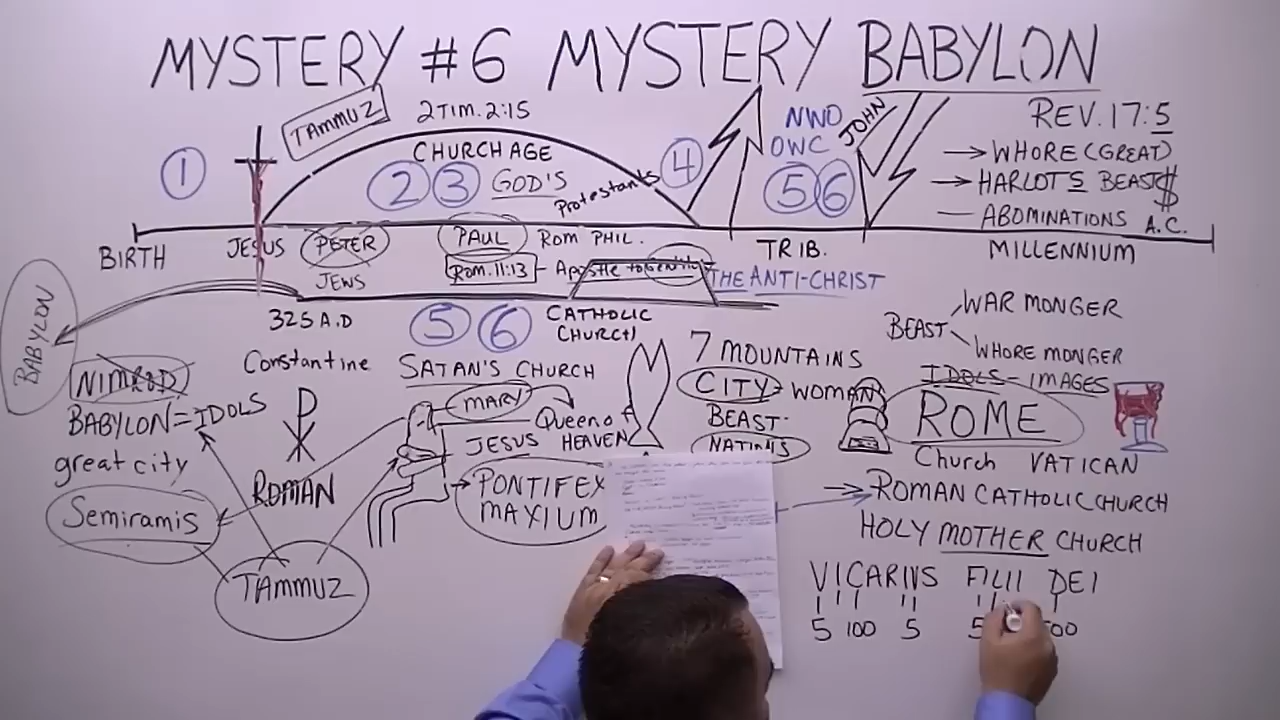 MYSTERY #6 MYSTERY BABYLON
TAMMUZ
2 TIM. 2:15
CHURCH AGE
1
2 3 GOD'S
Protestants
4
NWO
OWC
5 6
JOHN
REV. 17:5
→ WHORE (GREAT)
→ HARLOTS BEAST $
— ABOMINATIONS A.C.
BIRTH
JESUS
PETER
JEWS
PAUL
ROM PHIL.
ROM. 11:13 - Apostle to
TRIB.
THE ANTI-CHRIST
MILLENNIUM
BABYLON
325 A.D
5 6
CATHOLIC
CHURCH
BEAST
WAR MONGER
WHORE MONGER
NIMROD
BABYLON = IDOLS
great city
Semiramis
TAMMUZ
Constantine
ROMAN
SATAN'S CHURCH
MARY
Queen of
HEAVEN
JESUS
→ PONTIFEX
MAXIUM
7 MOUNTAINS
CITY = WOMAN
BEAST-
NATIONS
IDOLS - IMAGES
ROME
Church VATICAN
ROMAN CATHOLIC CHURCH
HOLY MOTHER CHURCH
VICARIVS FILII DEI
5 100 5 5 00